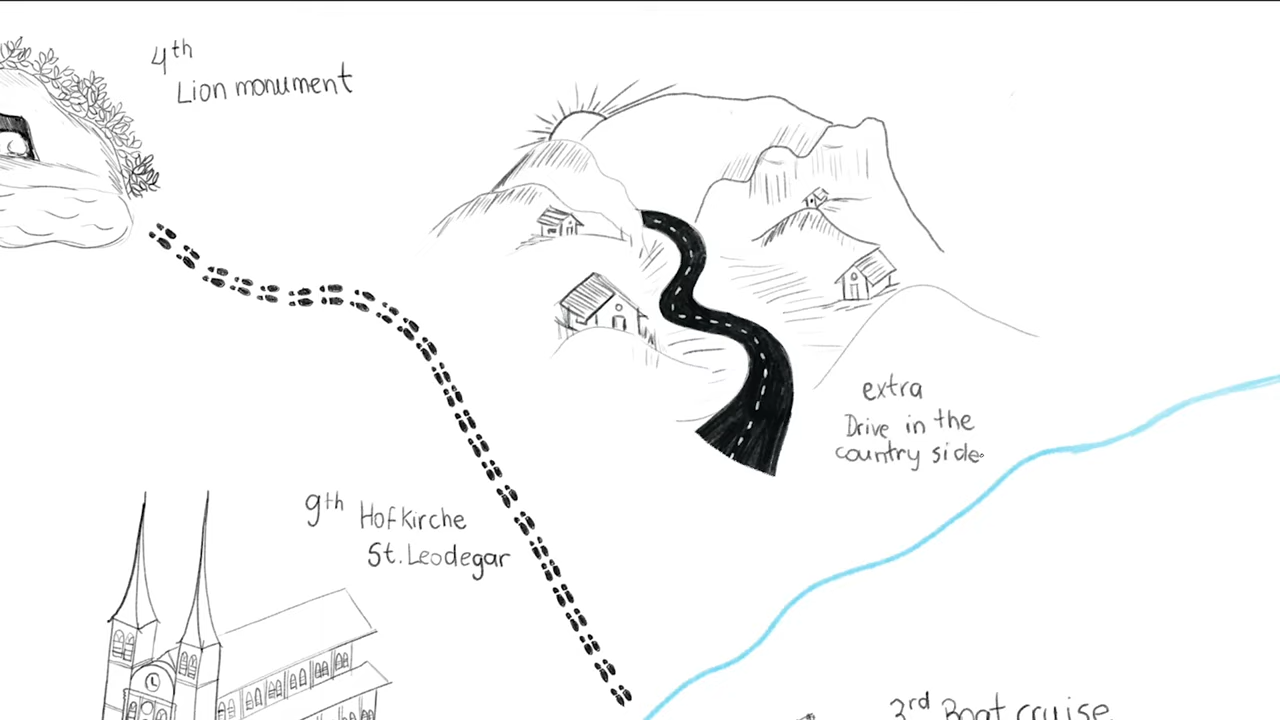 4th
Lion monument
extra
Drive in the
country side
9th Hofkirche
St. Leodegar
3rd Boat cruise